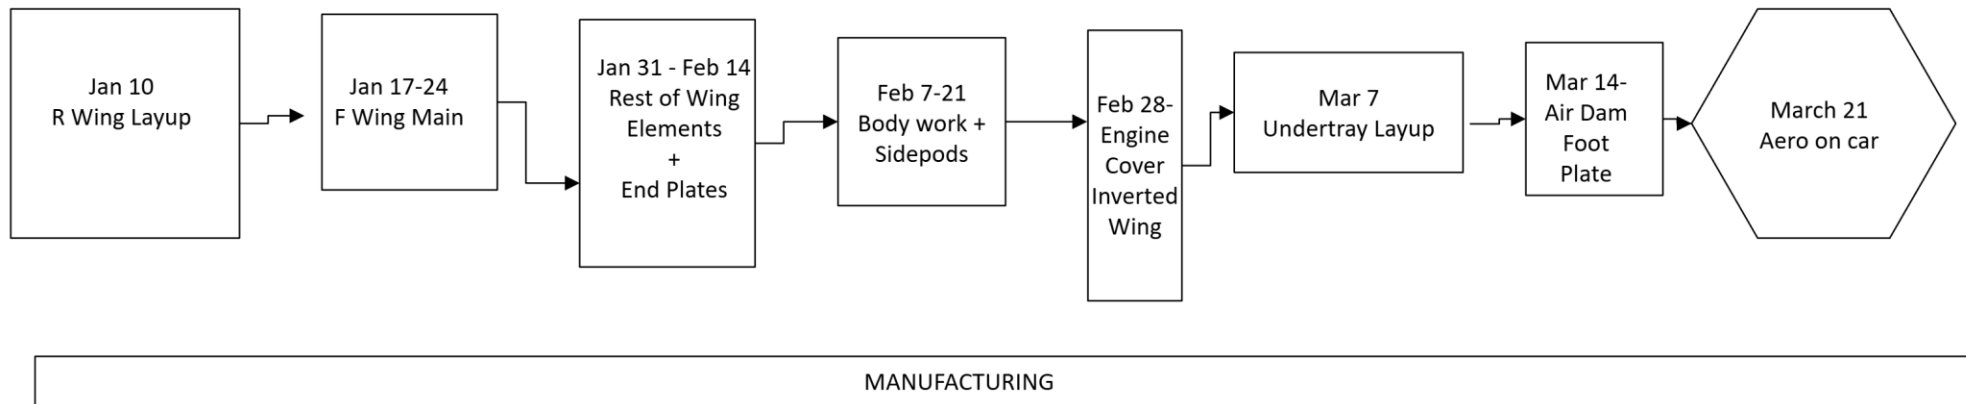 Jan 10
R Wing Layup
Jan 17-24
F Wing Main
Jan 31 - Feb 14
Rest of Wing
Elements
+
End Plates
Feb 7-21
Body work +
Sidepods
Feb 28-
Engine
Cover
Inverted
Wing
Mar 7
Undertray Layup
Mar 14-
Air Dam
Foot
Plate
March 21
Aero on car
MANUFACTURING